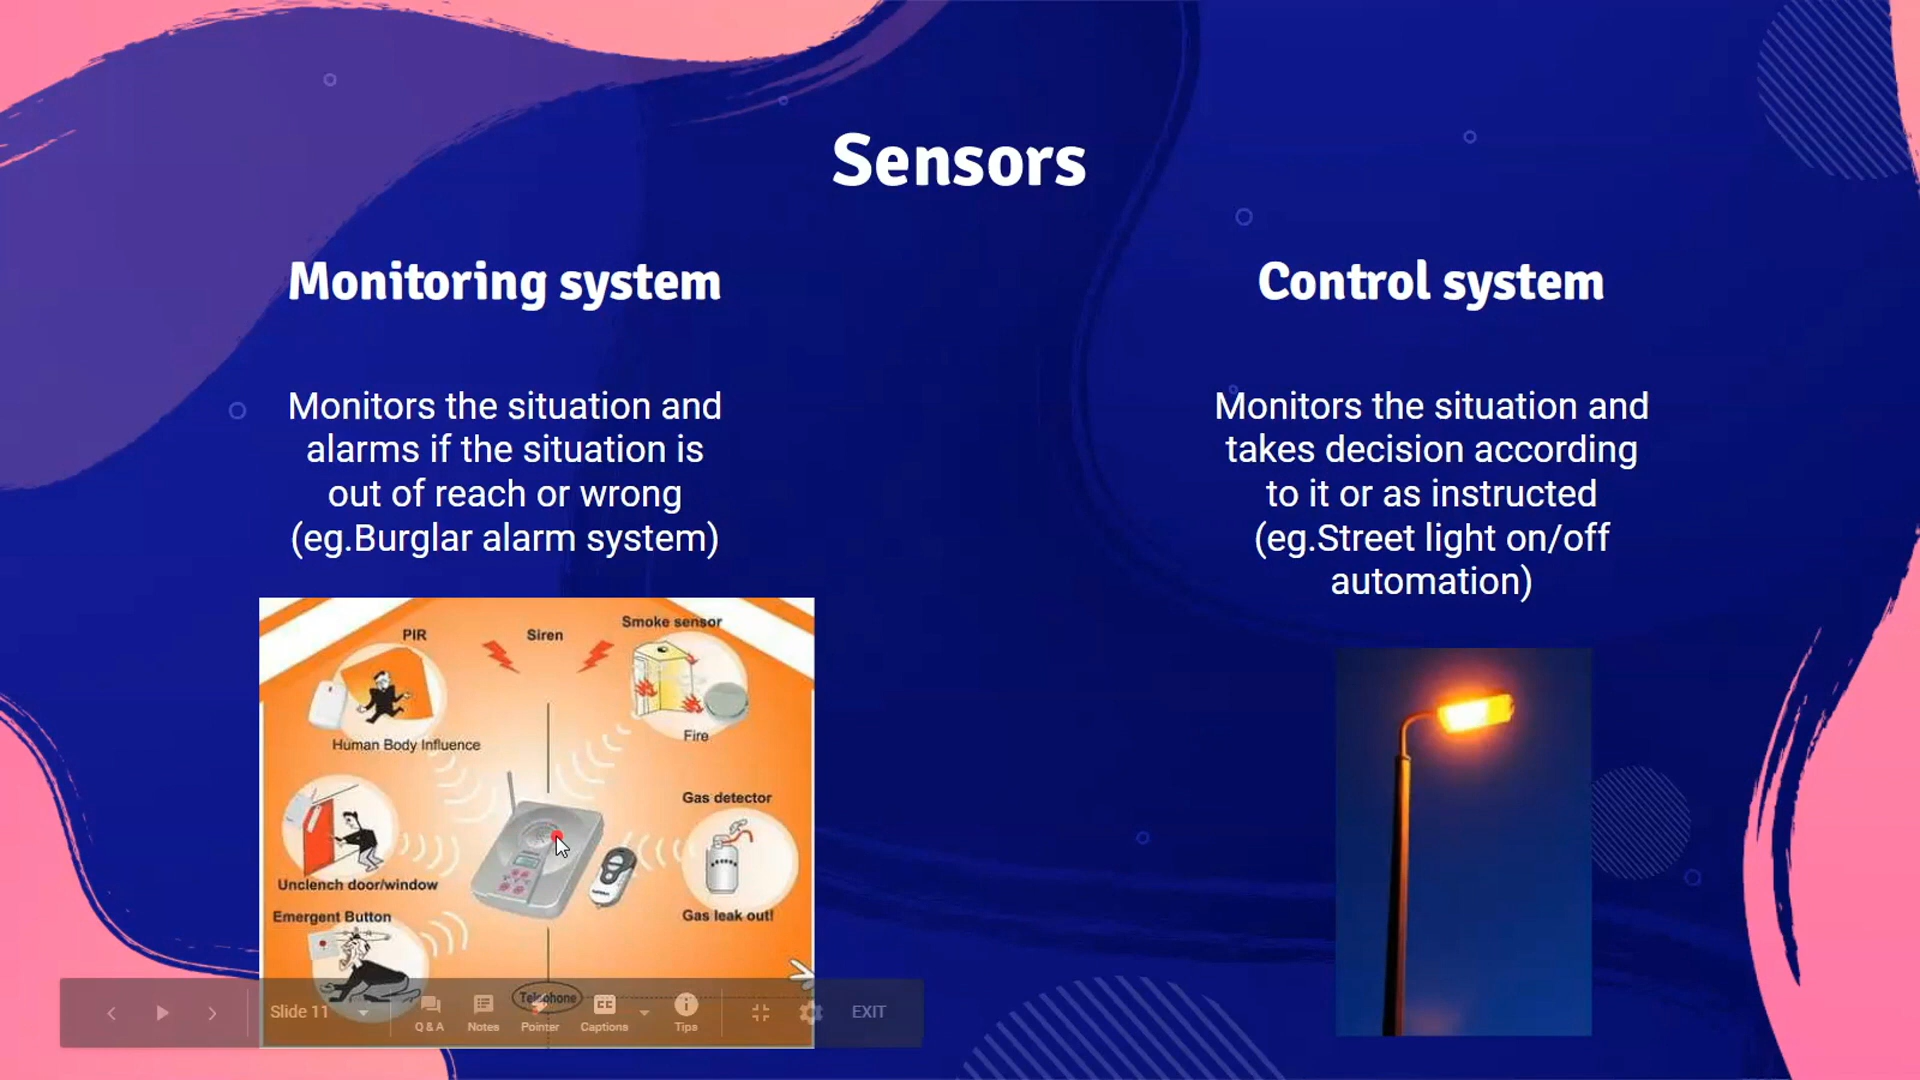 Sensors
Monitoring system
Monitors the situation and
alarms if the situation is
out of reach or wrong
(eg.Burglar alarm system)
Control system
Monitors the situation and
takes decision according
to it or as instructed
(eg.Street light on/off
automation)
PIR
Siren
Smoke sensor
Human Body Influence
Fire
Gas detector
Unclench door/window
Gas leak out!
Emergent Button
Telephone
Slide 11
Q & A
Notes
Pointer
CC
Captions
Tips
EXIT